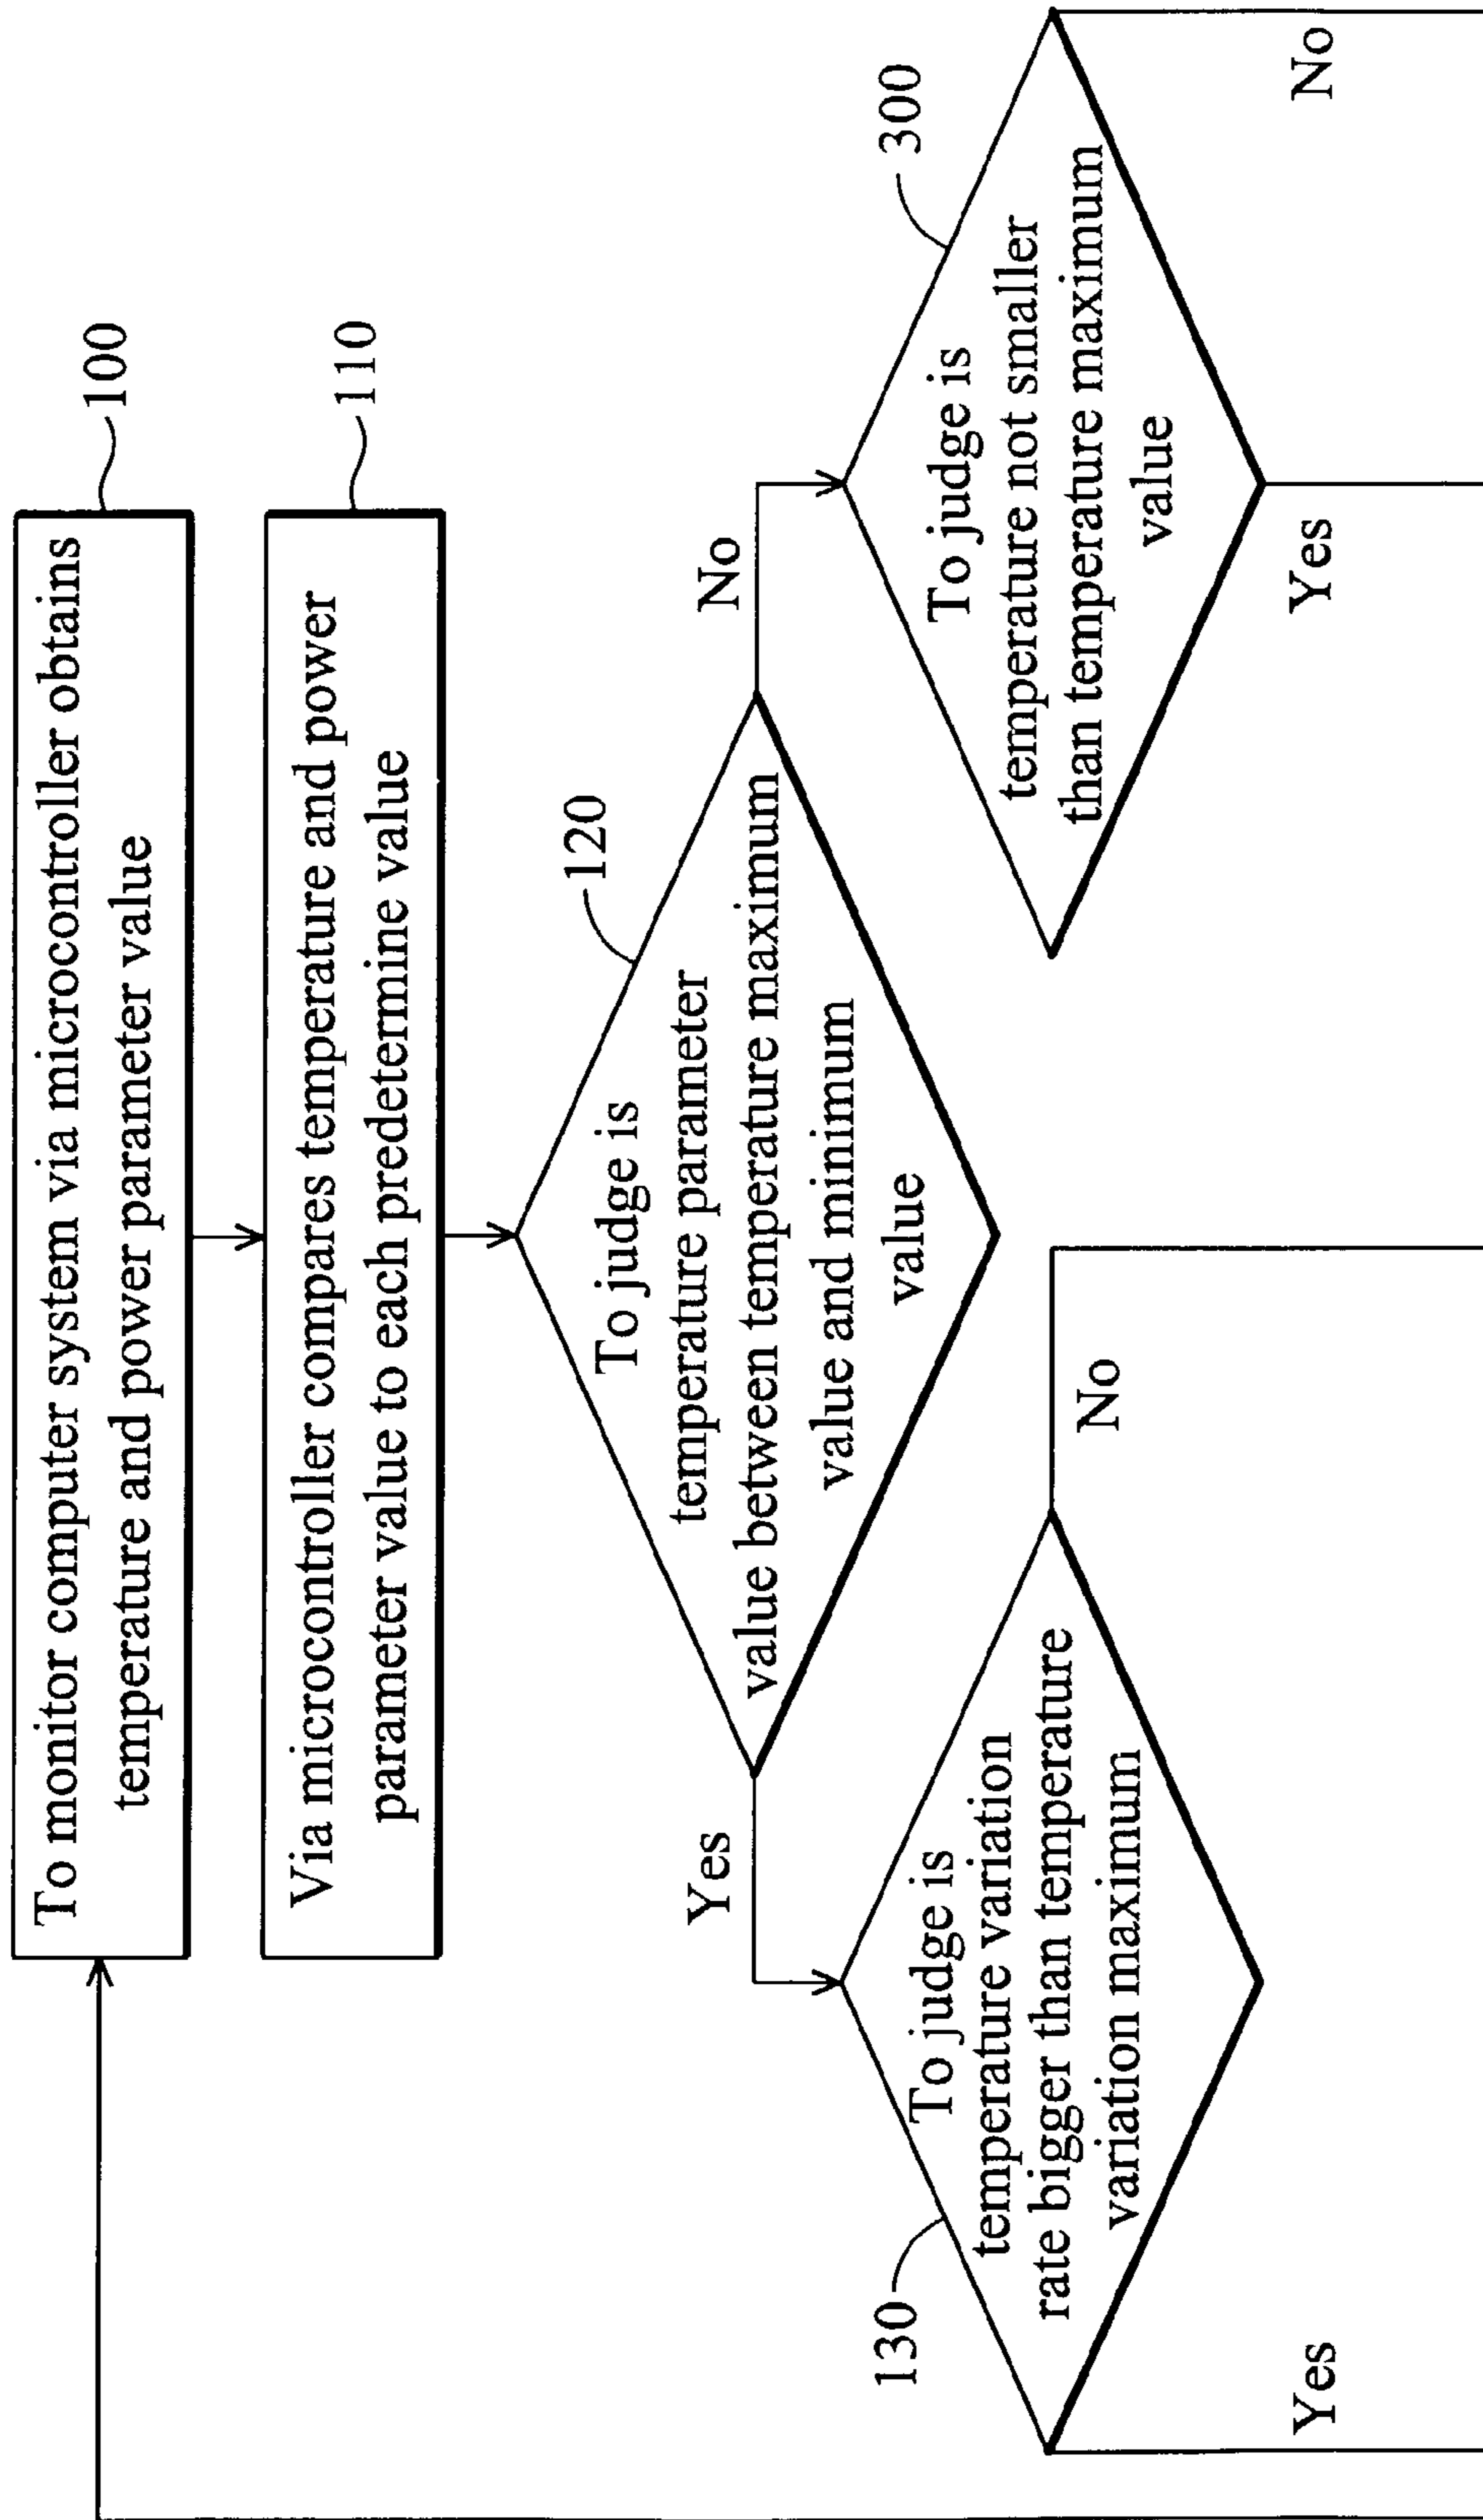 To monitor computer system via microcontroller obtains
temperature and power parameter value
100
Via microcontroller compares temperature and power
parameter value to each predetermine value
110
To judge is
temperature parameter
value between temperature maximum
value and minimum
value
120
Yes
No
To judge is
temperature variation
rate bigger than temperature
variation maximum
130
Yes
No
To judge is
temperature not smaller
than temperature maximum
value
300
Yes
No